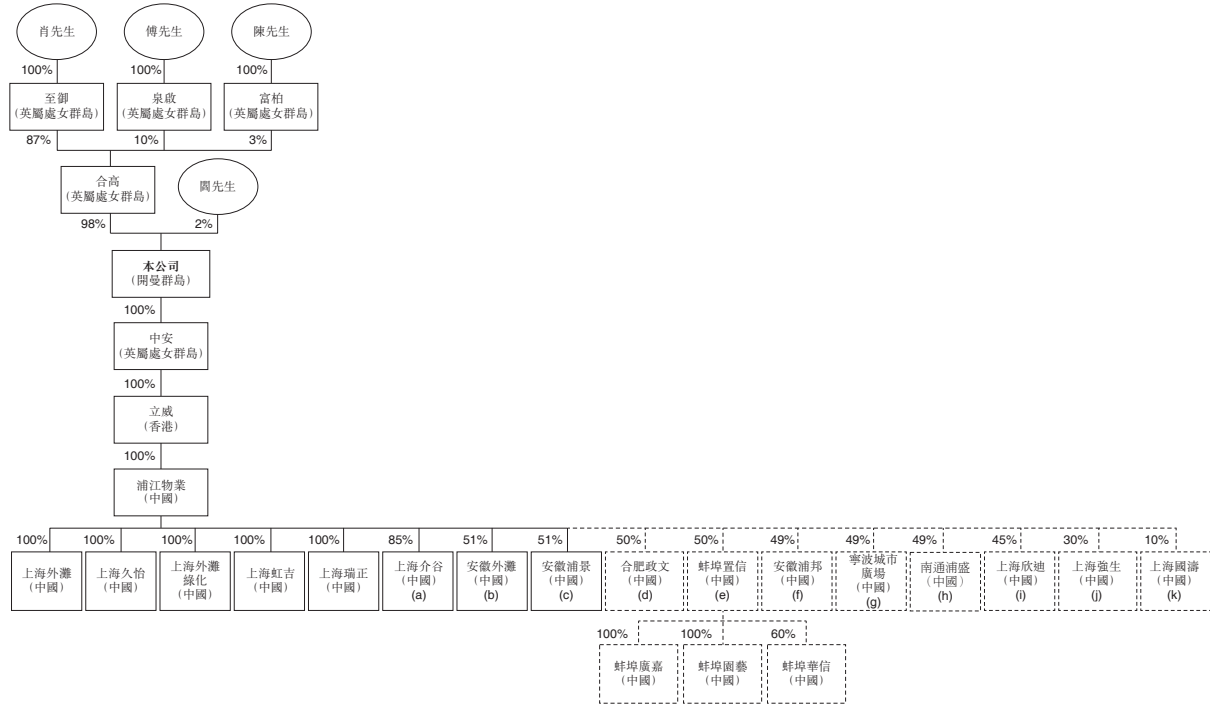 肖先生
傅先生
陳先生
100%
100%
100%
至御
(英屬處女群島)
泉啟
(英屬處女群島)
富柏
(英屬處女群島)
87%
10%
3%
合高
(英屬處女群島)
閻先生
98%
2%
本公司
(開曼群島)
100%
中安
(英屬處女群島)
100%
立威
(香港)
100%
浦江物業
(中國)
100%
100%
100%
100%
100%
85%
51%
51%
50%
50%
49%
49%
49%
45%
30%
10%
上海外灘
(中國)
上海久怡
(中國)
上海外灘
綠化
(中國)
上海虹吉
(中國)
上海瑞正
(中國)
上海介谷
(中國)
(a)
安徽外灘
(中國)
(b)
安徽浦景
(中國)
(c)
合肥政文
(中國)
(d)
蚌埠置信
(中國)
(e)
安徽浦邦
(中國)
(f)
寧波城市
廣場
(中國)
(g)
南通浦盛
(中國)
(h)
上海欣迪
(中國)
(i)
上海強生
(中國)
(j)
上海國濤
(中國)
(k)
100%
100%
60%
蚌埠廣嘉
(中國)
蚌埠園藝
(中國)
蚌埠華信
(中國)